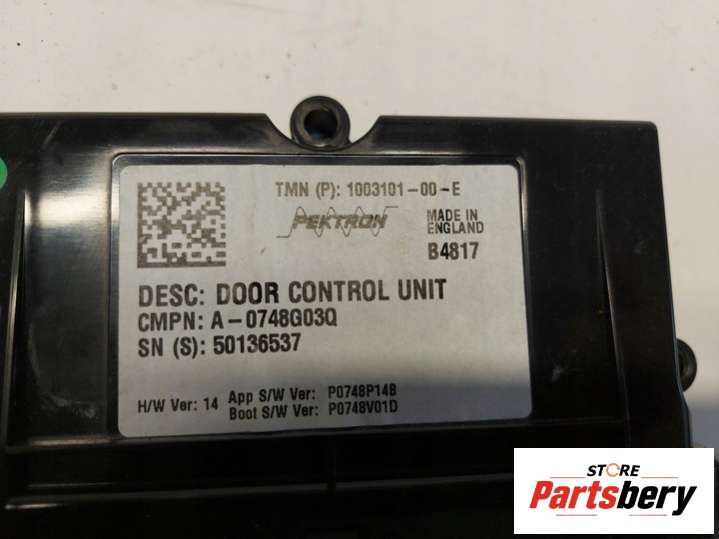 TMN (P): 1003101-00-E
PEKTRON
MADE IN
ENGLAND
B4817
DESC: DOOR CONTROL UNIT
CMPN: A-0748G03Q
SN (S): 50136537
H/W Ver: 14
App S/W Ver: P0748P14B
Boot S/W Ver: P0748V01D
STORE
Partsbery